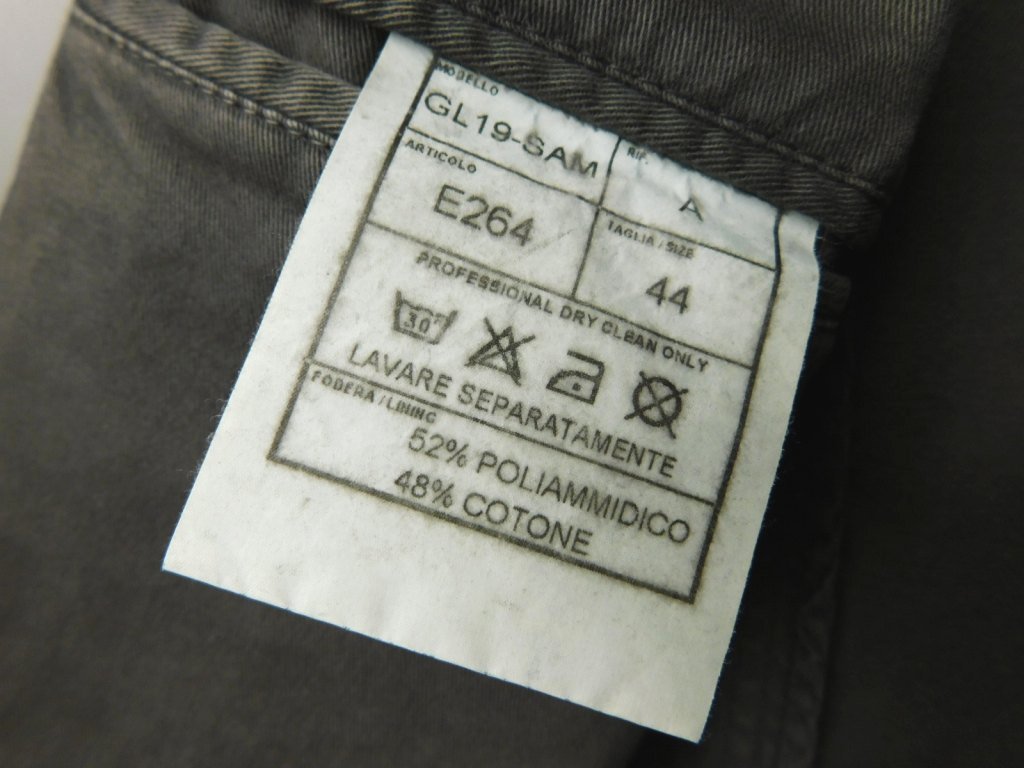 MODELLO
GL19-SAM
RIF.
A
ARTICOLO
E264
TAGLIA / SIZE
44
PROFESSIONAL DRY CLEAN ONLY
30°
LAVARE SEPARATAMENTE
FODERA / LINING
52% POLIAMMIDICO
48% COTONE